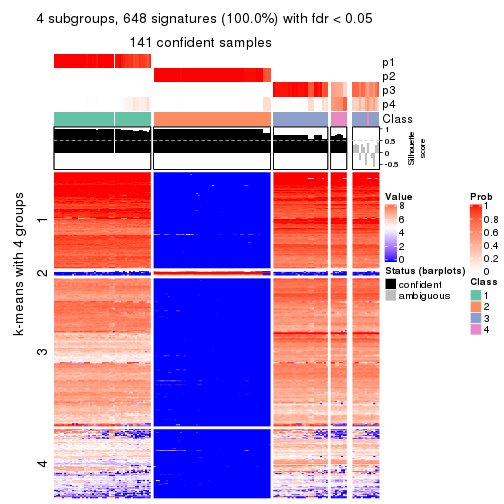 4 subgroups, 648 signatures (100.0%) with fdr < 0.05
141 confident samples
p1
p2
p3
p4
Class
1
0.5
0
-0.5
Silhouette
score
k-means with 4 groups
1
2
3
4
Value
8
6
4
2
0
Prob
1
0.8
0.6
0.4
0.2
0
Status (barplots)
confident
ambiguous
Class
1
2
3
4